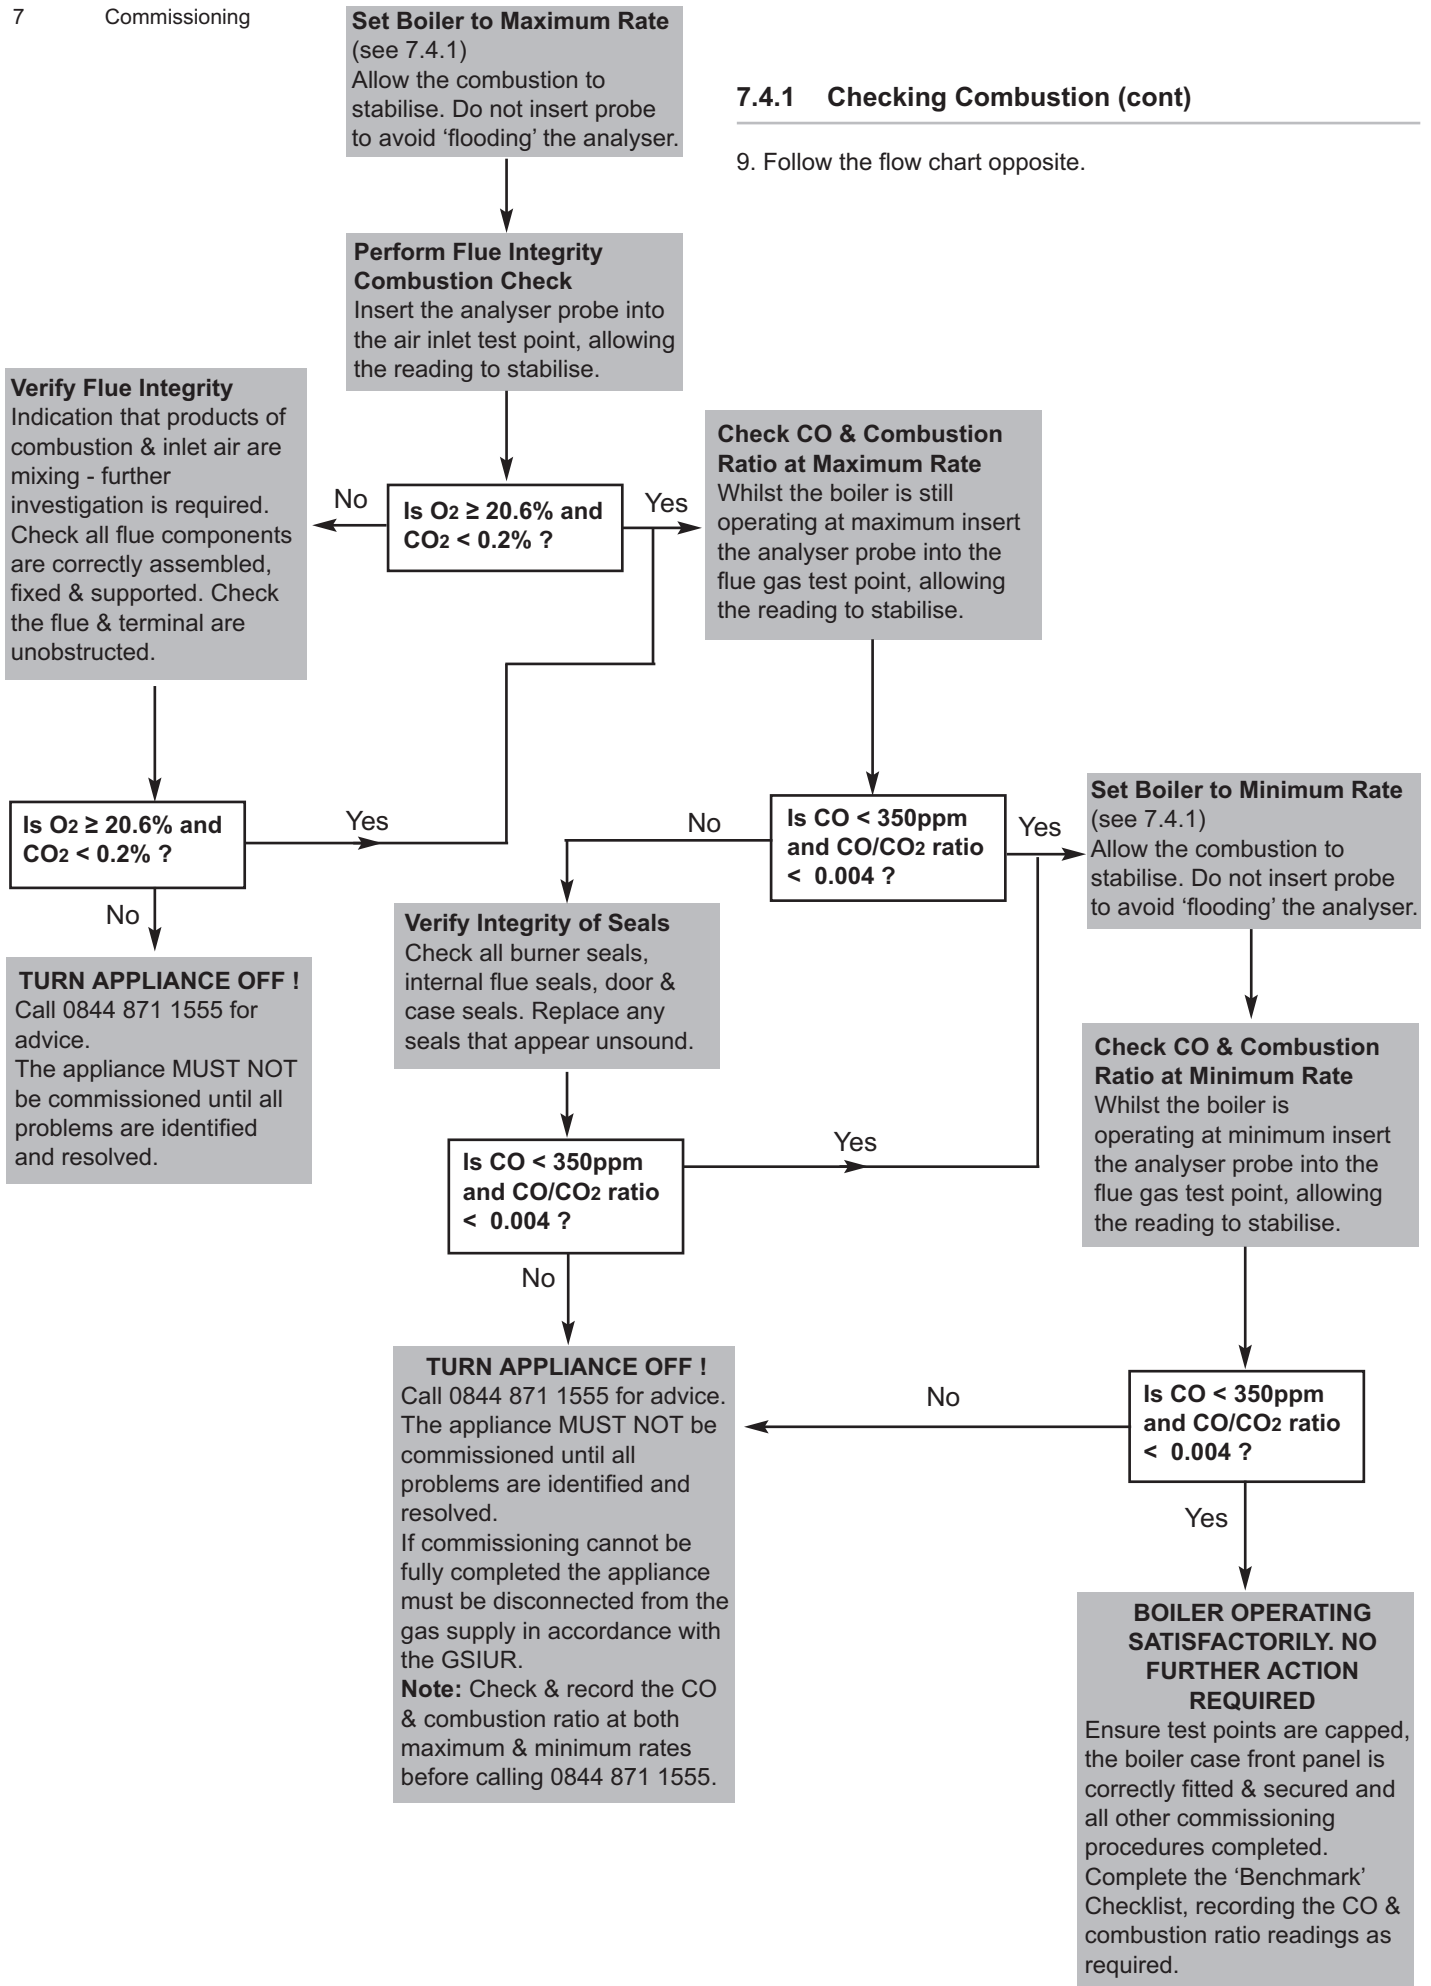 7 Commissioning
Set Boiler to Maximum Rate
(see 7.4.1)
Allow the combustion to
stabilise. Do not insert probe
to avoid ‘flooding’ the analyser.
7.4.1 Checking Combustion (cont)
9. Follow the flow chart opposite.
Perform Flue Integrity
Combustion Check
Insert the analyser probe into
the air inlet test point, allowing
the reading to stabilise.
Verify Flue Integrity
Indication that products of
combustion & inlet air are
mixing - further
investigation is required.
Check all flue components
are correctly assembled,
fixed & supported. Check
the flue & terminal are
unobstructed.
No
Is O2 ≥ 20.6% and
CO2 < 0.2% ?
Yes
Check CO & Combustion
Ratio at Maximum Rate
Whilst the boiler is still
operating at maximum insert
the analyser probe into the
flue gas test point, allowing
the reading to stabilise.
Is O2 ≥ 20.6% and
CO2 < 0.2% ?
Yes
No
TURN APPLIANCE OFF !
Call 0844 871 1555 for
advice.
The appliance MUST NOT
be commissioned until all
problems are identified
and resolved.
No
Is CO < 350ppm
and CO/CO2 ratio
< 0.004 ?
Yes
Set Boiler to Minimum Rate
(see 7.4.1)
Allow the combustion to
stabilise. Do not insert probe
to avoid ‘flooding’ the analyser.
Verify Integrity of Seals
Check all burner seals,
internal flue seals, door &
case seals. Replace any
seals that appear unsound.
Check CO & Combustion
Ratio at Minimum Rate
Whilst the boiler is
operating at minimum insert
the analyser probe into the
flue gas test point, allowing
the reading to stabilise.
Is CO < 350ppm
and CO/CO2 ratio
< 0.004 ?
Yes
No
TURN APPLIANCE OFF !
Call 0844 871 1555 for advice.
The appliance MUST NOT be
commissioned until all
problems are identified and
resolved.
If commissioning cannot be
fully completed the appliance
must be disconnected from the
gas supply in accordance with
the GSIUR.
Note: Check & record the CO
& combustion ratio at both
maximum & minimum rates
before calling 0844 871 1555.
No
Is CO < 350ppm
and CO/CO2 ratio
< 0.004 ?
Yes
BOILER OPERATING
SATISFACTORILY. NO
FURTHER ACTION
REQUIRED
Ensure test points are capped,
the boiler case front panel is
correctly fitted & secured and
all other commissioning
procedures completed.
Complete the ‘Benchmark’
Checklist, recording the CO &
combustion ratio readings as
required.